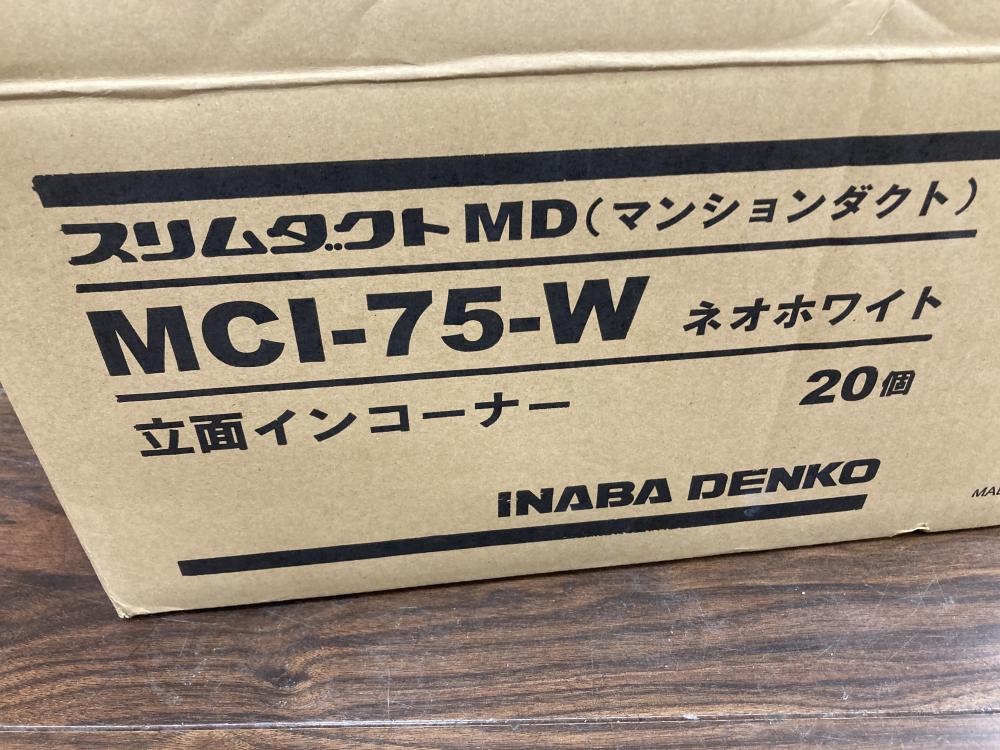 スリムダクトMD(マンションダクト)
MCI-75-W ネオホワイト
立面インコーナー 20個
INABA DENKO